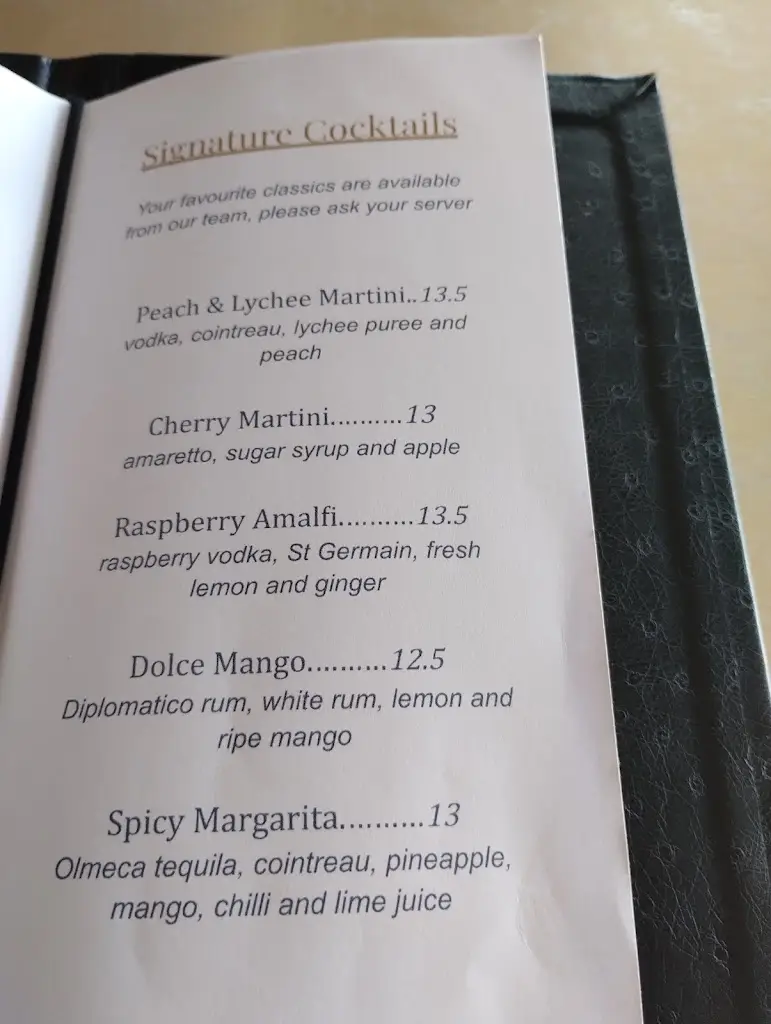 Signature Cocktails
Your favourite classics are available
from our team, please ask your server
Peach & Lychee Martini..13.5
vodka, cointreau, lychee puree and
peach
Cherry Martini..........13
amaretto, sugar syrup and apple
Raspberry Amalfi..........13.5
raspberry vodka, St Germain, fresh
lemon and ginger
Dolce Mango..........12.5
Diplomatico rum, white rum, lemon and
ripe mango
Spicy Margarita..........13
Olmeca tequila, cointreau, pineapple,
mango, chilli and lime juice